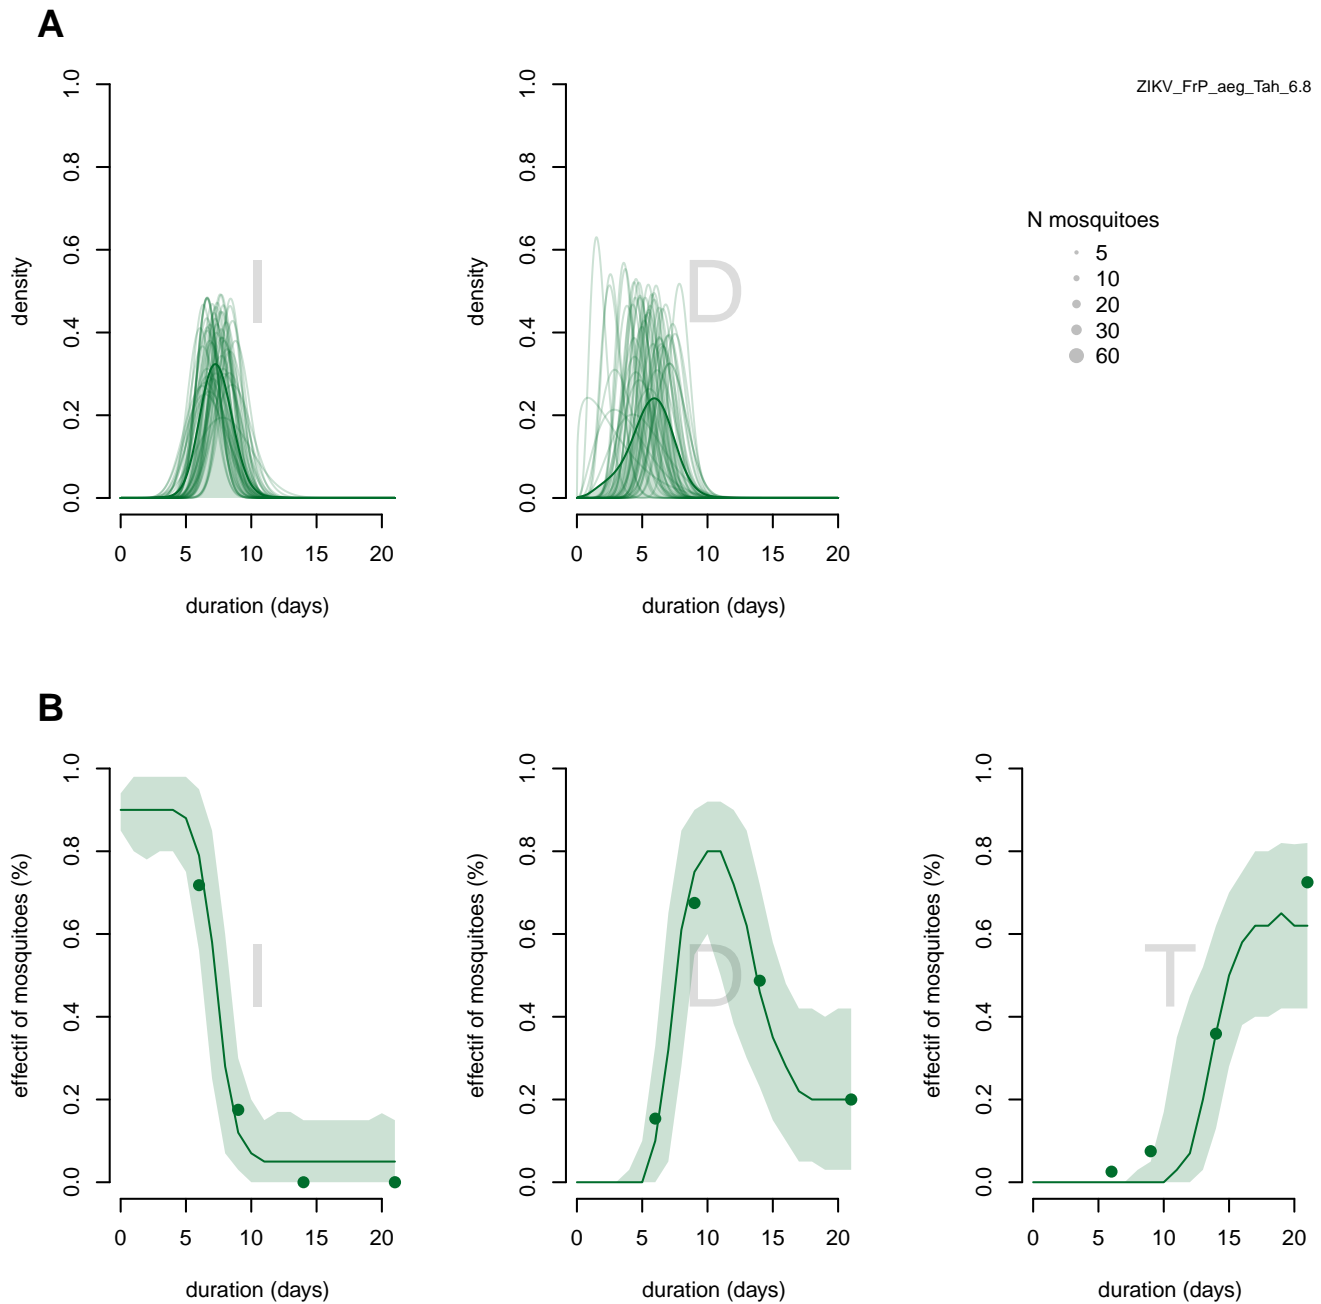 A
ZIKV_FrP_aeg_Tah_6.8
density
0.0 0.2 0.4 0.6 0.8 1.0
I
0 5 10 15 20
duration (days)
density
0.0 0.2 0.4 0.6 0.8 1.0
D
0 5 10 15 20
duration (days)
N mosquitoes
5
10
20
30
60
B
effectif of mosquitoes (%)
0.0 0.2 0.4 0.6 0.8 1.0
I
0 5 10 15 20
duration (days)
effectif of mosquitoes (%)
0.0 0.2 0.4 0.6 0.8 1.0
D
0 5 10 15 20
duration (days)
effectif of mosquitoes (%)
0.0 0.2 0.4 0.6 0.8 1.0
T
0 5 10 15 20
duration (days)